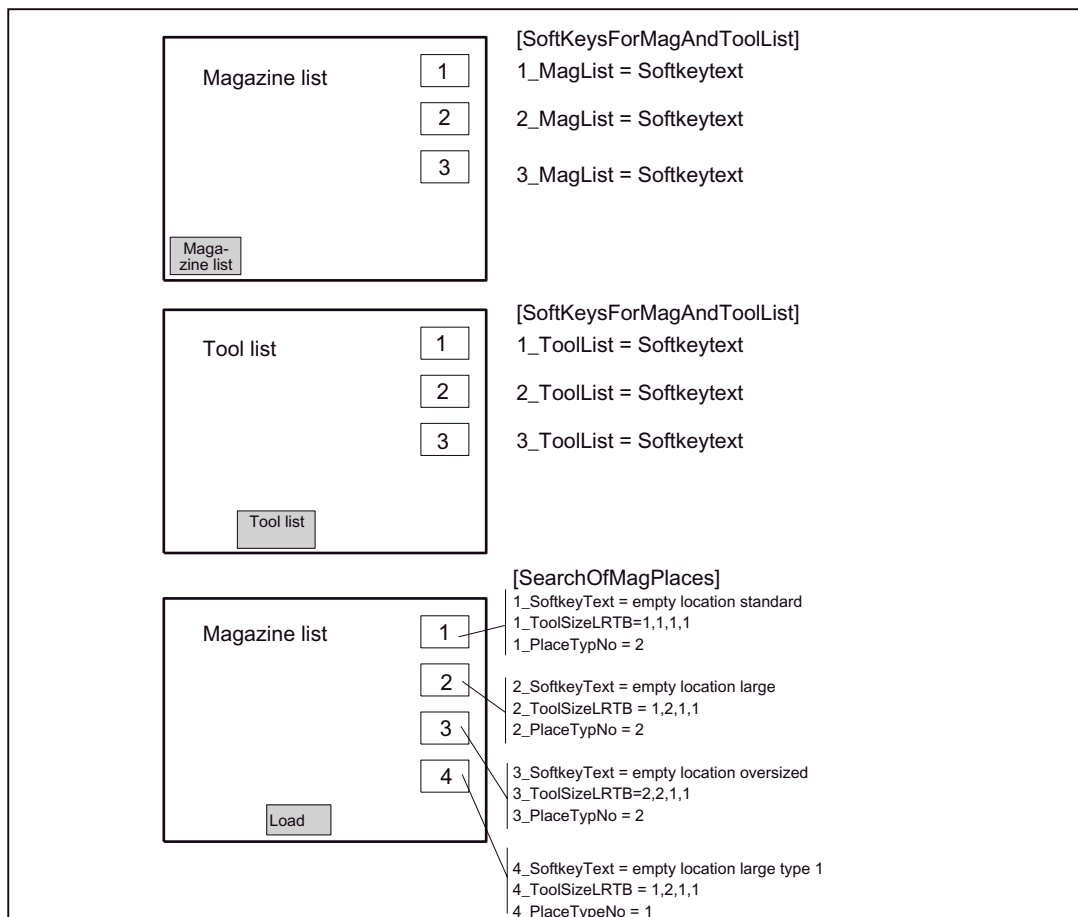 Magazine list
1
2
3
Maga-
zine list
[SoftKeysForMagAndToolList]
1_MagList = Softkeytext
2_MagList = Softkeytext
3_MagList = Softkeytext
Tool list
1
2
3
Tool list
[SoftKeysForMagAndToolList]
1_ToolList = Softkeytext
2_ToolList = Softkeytext
3_ToolList = Softkeytext
Magazine list
1
2
3
4
Load
[SearchOfMagPlaces]
1_SoftkeyText = empty location standard
1_ToolSizeLRTB=1,1,1,1
1_PlaceTypNo = 2
2_SoftkeyText = empty location large
2_ToolSizeLRTB = 1,2,1,1
2_PlaceTypNo = 2
3_SoftkeyText = empty location oversized
3_ToolSizeLRTB=2,2,1,1
3_PlaceTypNo = 2
4_SoftkeyText = empty location large type 1
4_ToolSizeLRTB = 1,2,1,1
4_PlaceTypeNo = 1